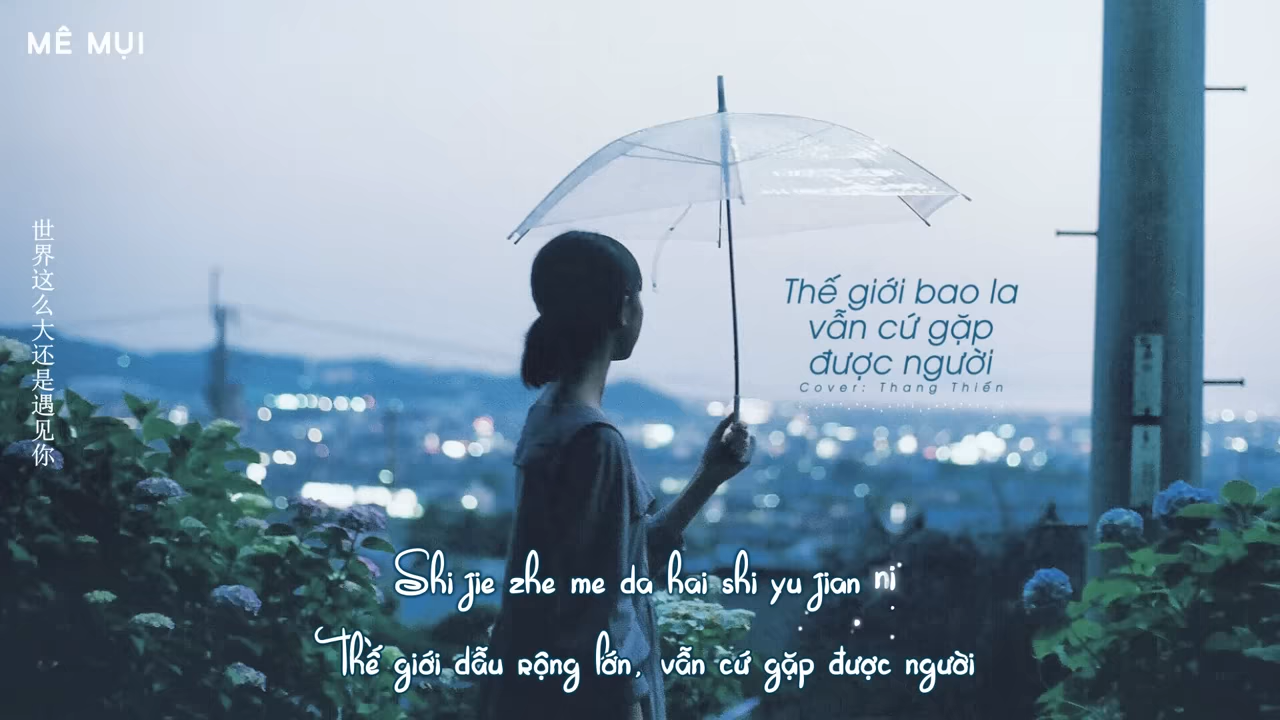 MÊ MỤI
世界这么大还是遇见你
Thế giới bao la
vẫn cứ gặp
được người
Cover: Thang Thiến
Shi jie zhe me da hai shi yu jian ni
Thế giới dẫu rộng lớn, vẫn cứ gặp được người